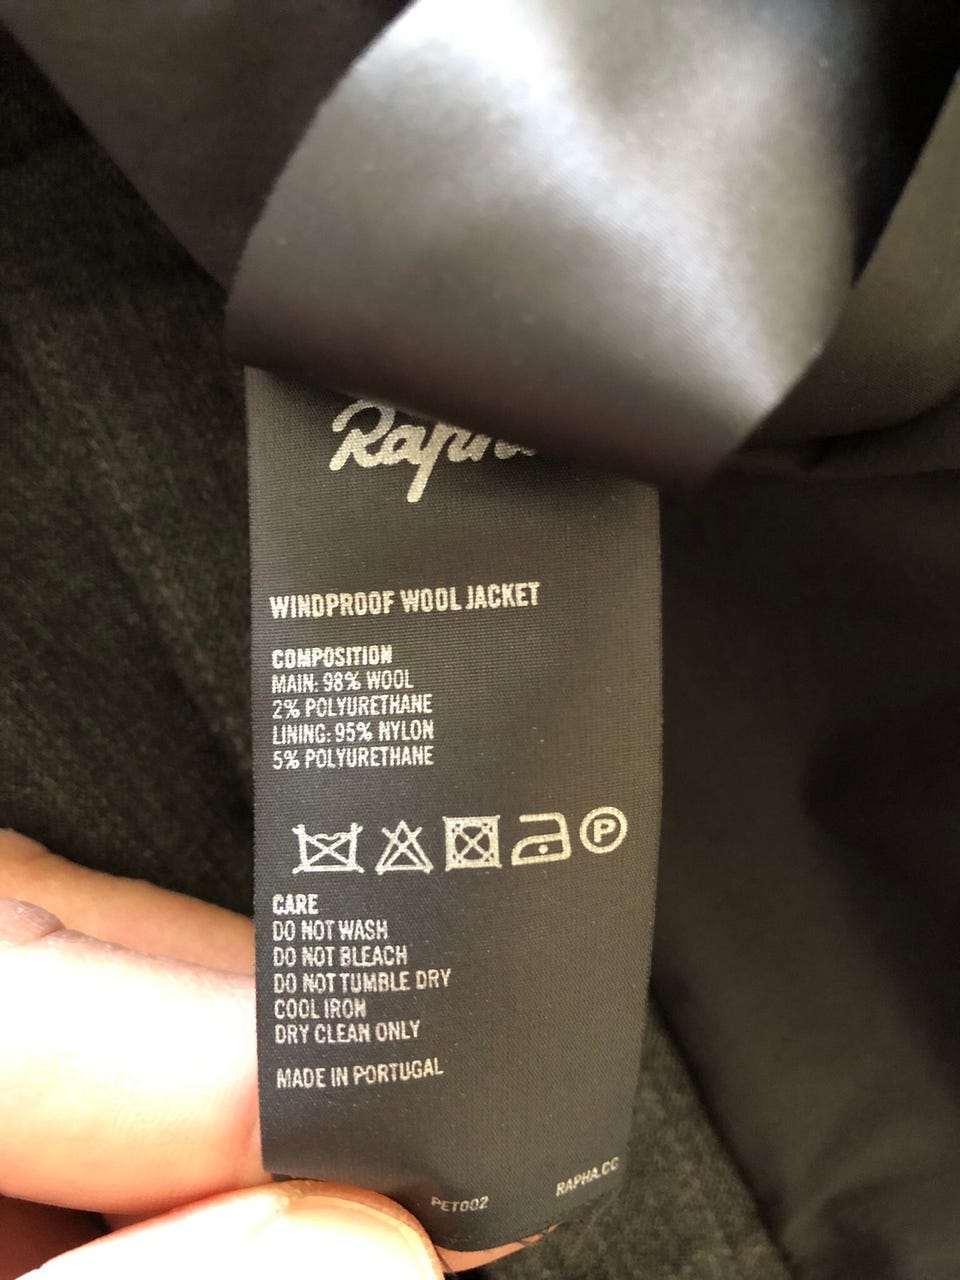 Rapha
WINDPROOF WOOL JACKET
COMPOSITION
MAIN: 98% WOOL
2% POLYURETHANE
LINING: 95% NYLON
5% POLYURETHANE
P
CARE
DO NOT WASH
DO NOT BLEACH
DO NOT TUMBLE DRY
COOL IRON
DRY CLEAN ONLY
MADE IN PORTUGAL
PET002
RAPHA.CC